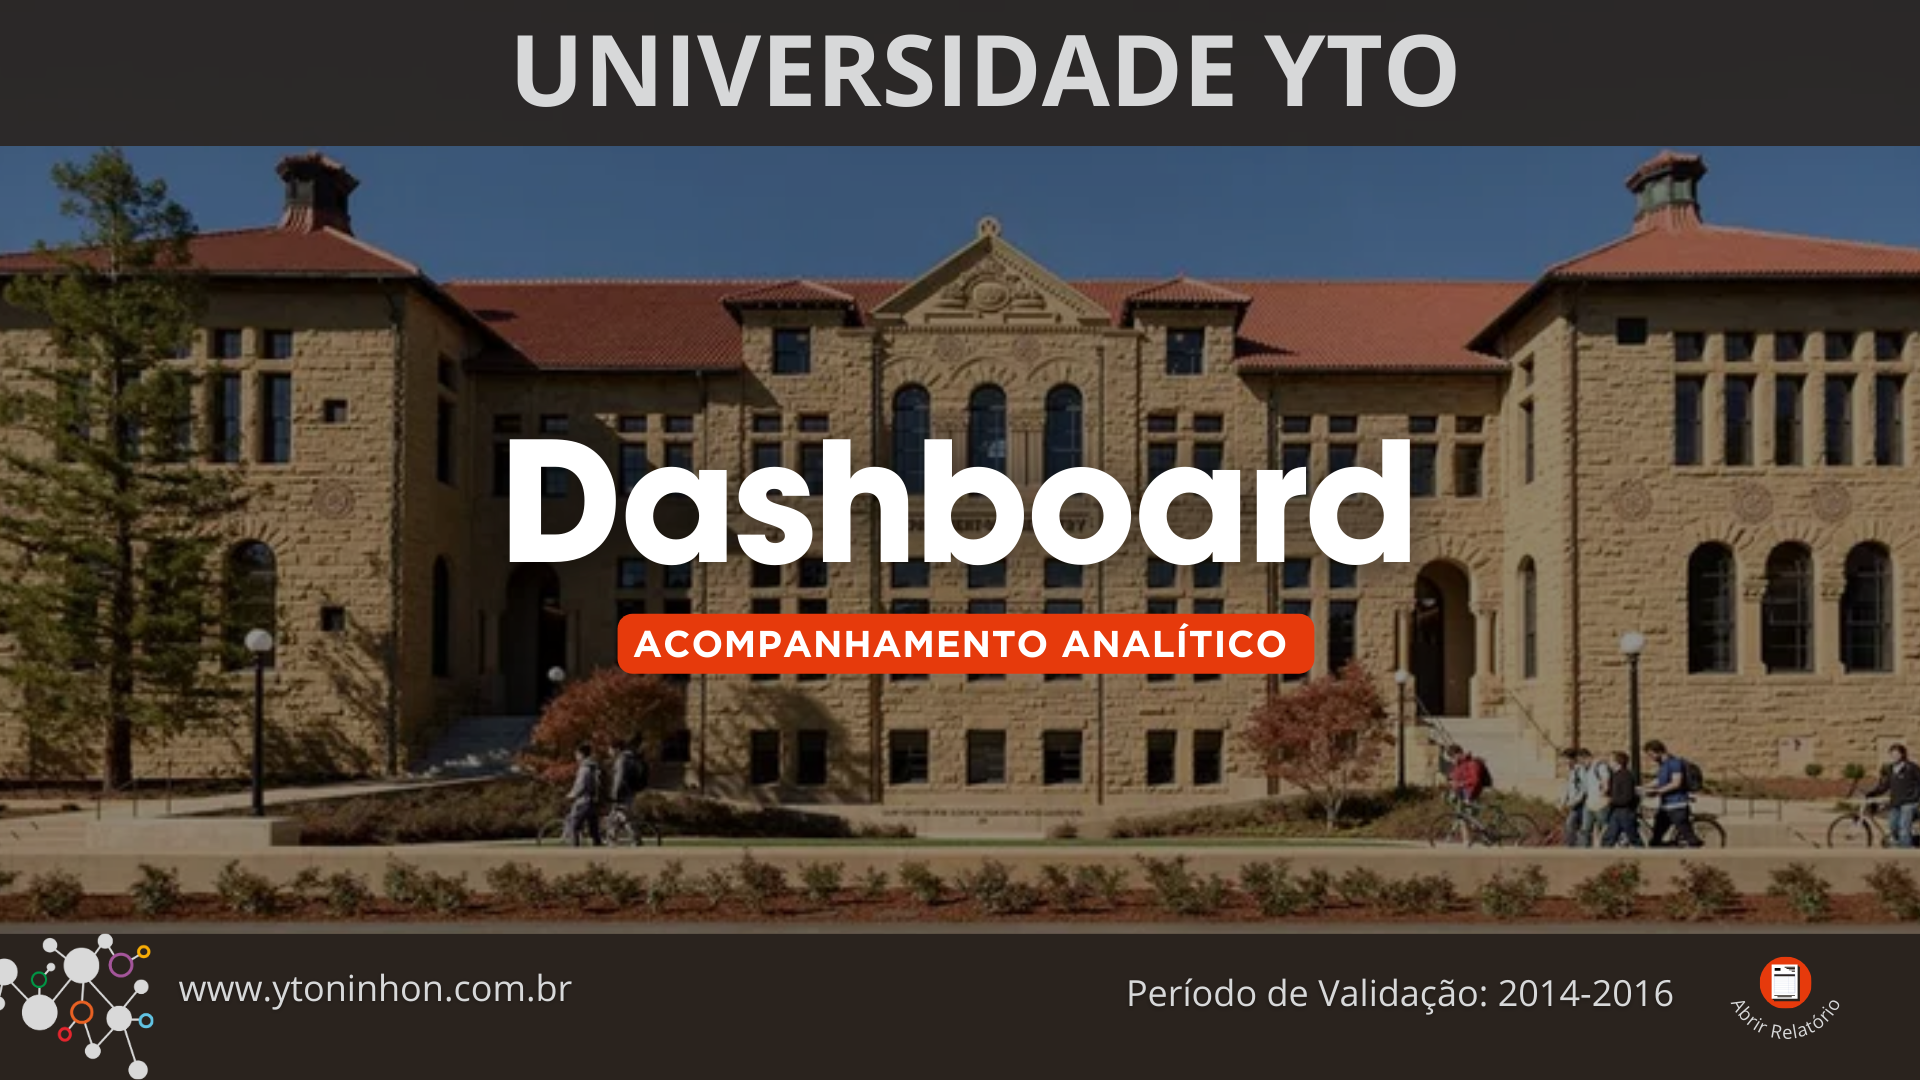 UNIVERSIDADE YTO
Dashboard
ACOMPANHAMENTO ANALÍTICO
www.ytoninhon.com.br
Período de Validação: 2014-2016
Abrir Relatório